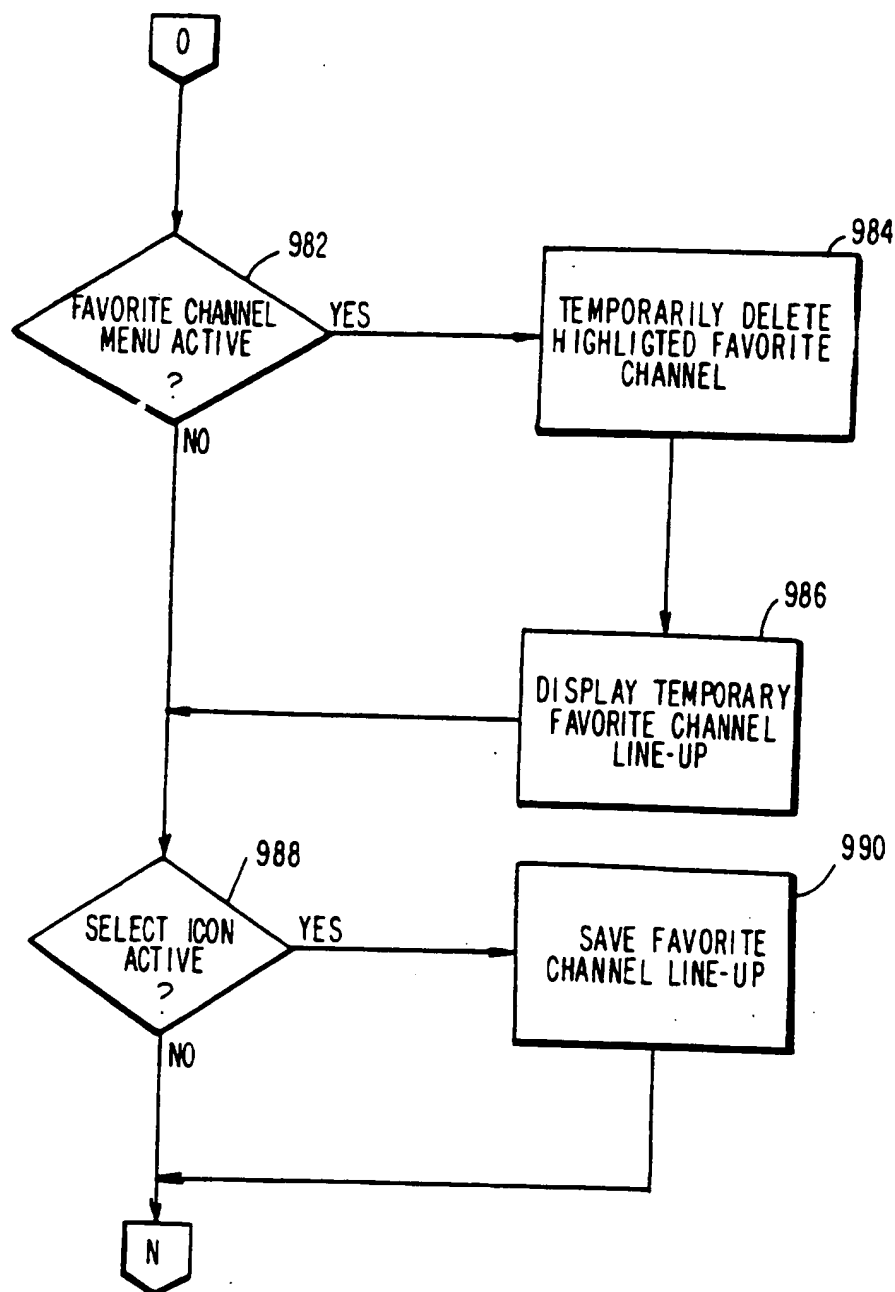 O
982
FAVORITE CHANNEL
MENU ACTIVE
?
YES
NO
984
TEMPORARILY DELETE
HIGHLIGTED FAVORITE
CHANNEL
986
DISPLAY TEMPORARY
FAVORITE CHANNEL
LINE-UP
988
SELECT ICON
ACTIVE
?
YES
NO
990
SAVE FAVORITE
CHANNEL LINE-UP
N